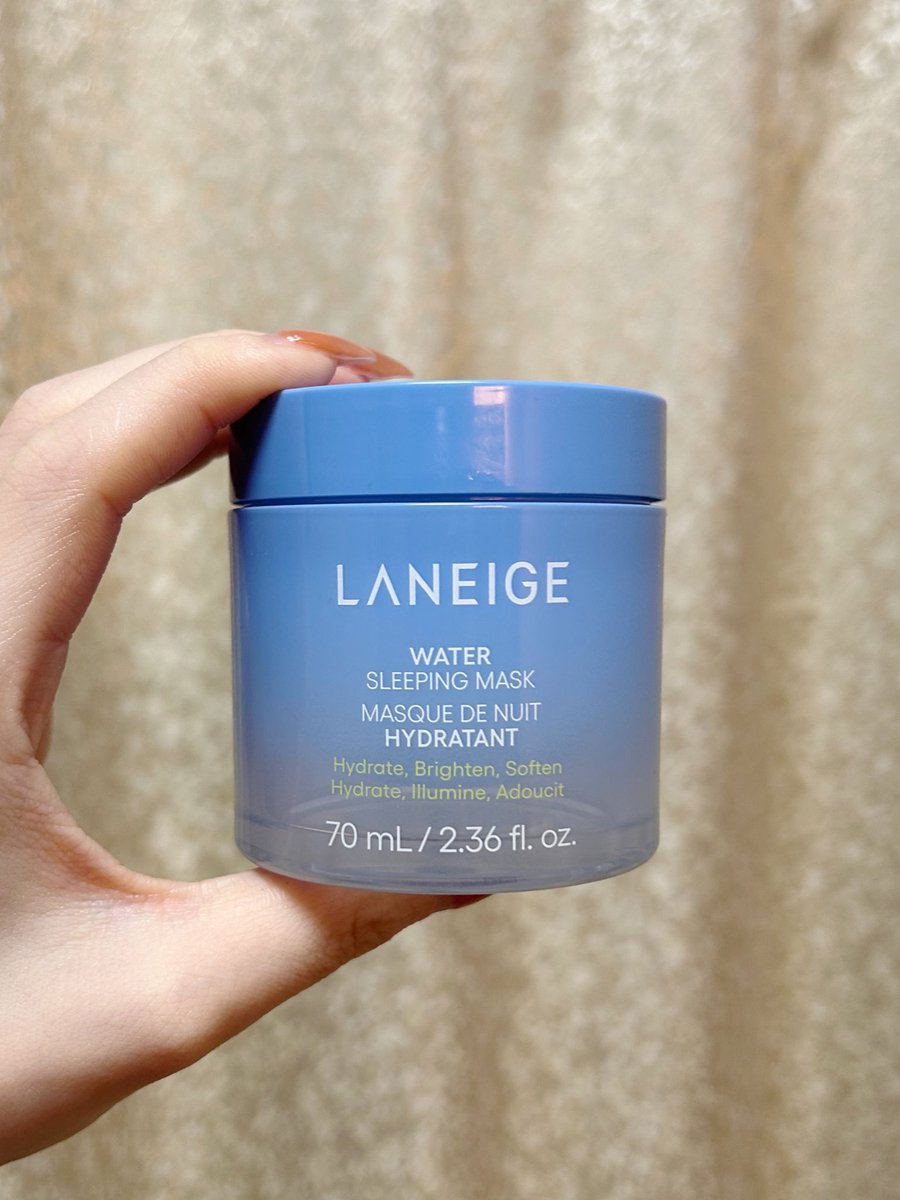 LANEIGE
WATER
SLEEPING MASK
MASQUE DE NUIT
HYDRATANT
Hydrate, Brighten, Soften
Hydrate, Illumine, Adoucit
70 mL / 2.36 fl. oz.